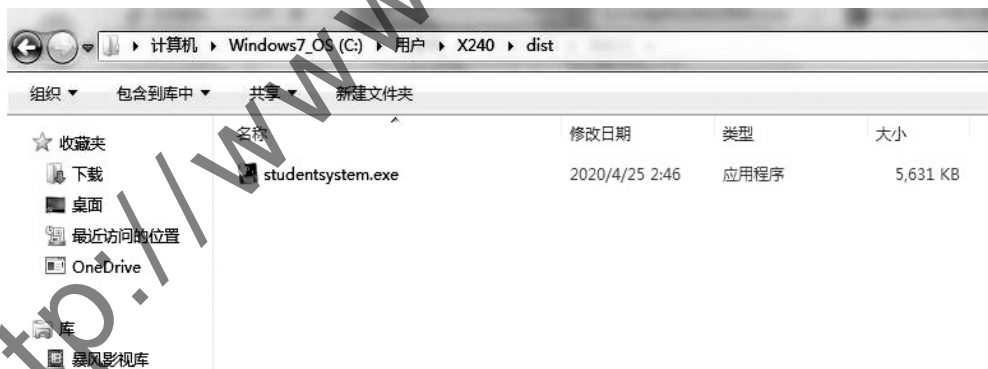 计算机 Windows7_OS (C:) 用户 X240 dist
组织 包含到库中 共享 新建文件夹
名称 修改日期 类型 大小
studentsystem.exe 2020/4/25 2:46 应用程序 5,631 KB
收藏夹
下载
桌面
最近访问的位置
OneDrive
库
暴风影视库
tp://www